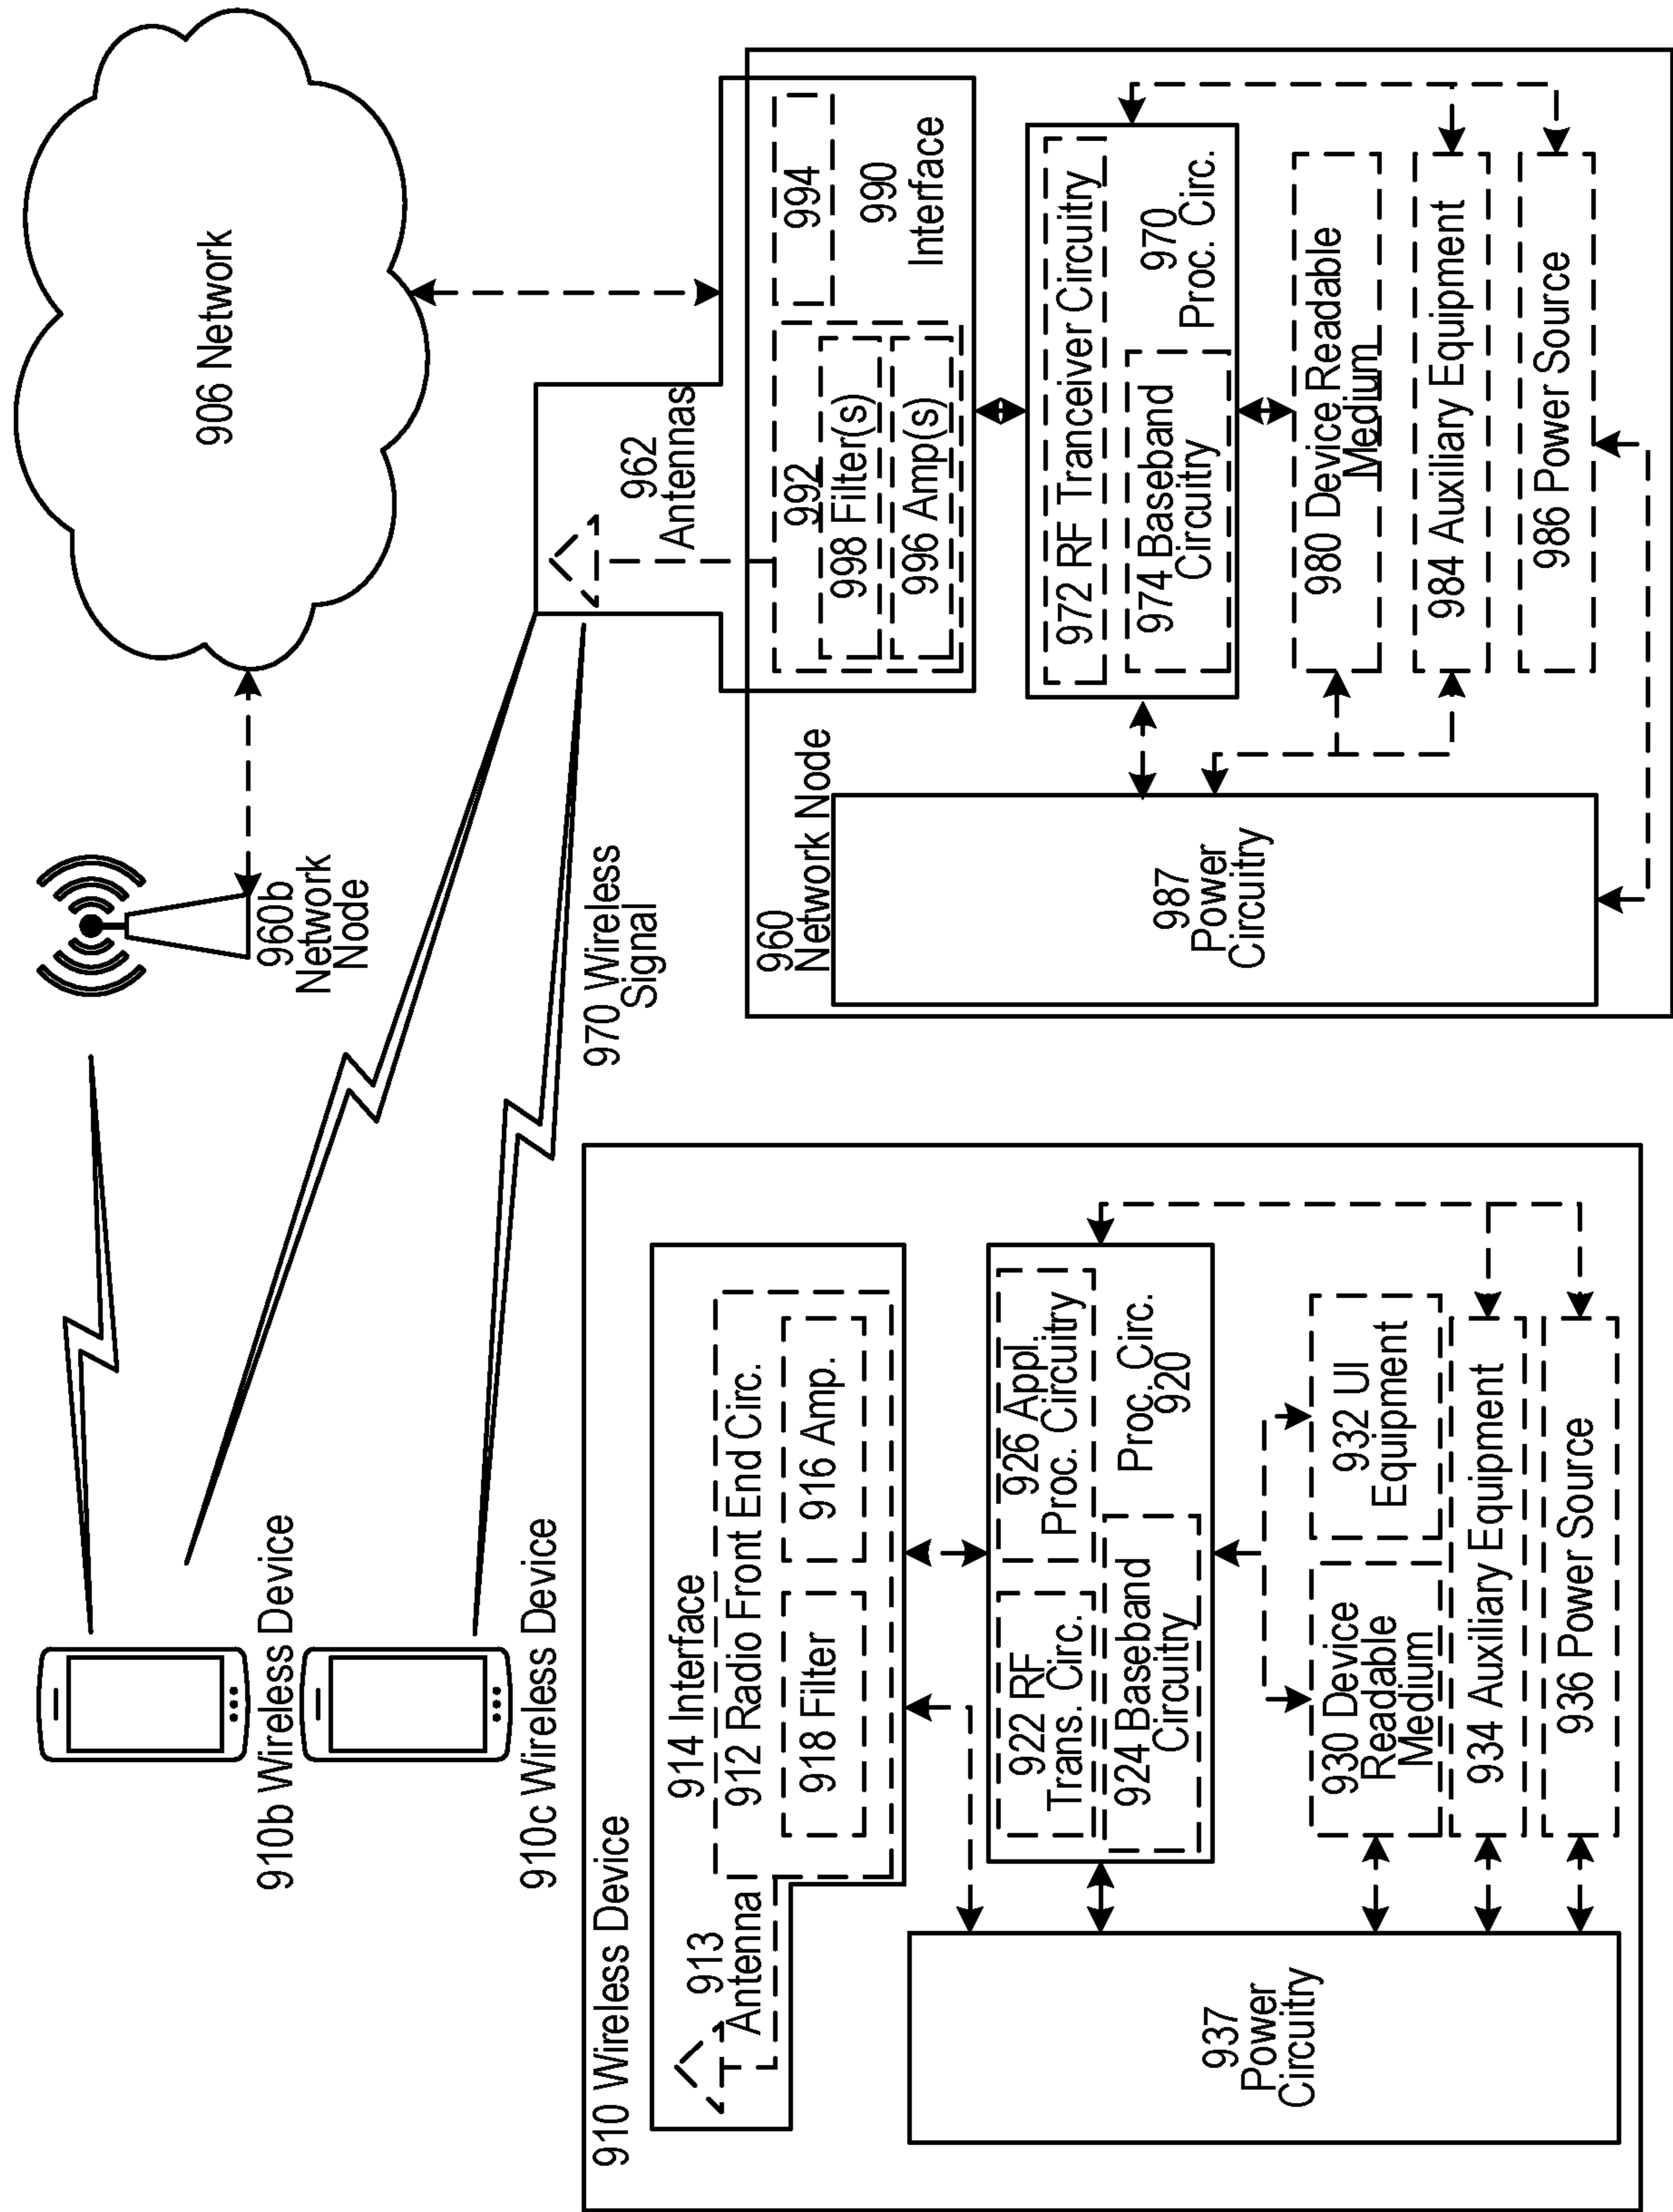 906 Network
960b
Network
Node
910b Wireless Device
910c Wireless Device
970 Wireless
Signal
910 Wireless Device
913
Antenna
914 Interface
912 Radio Front End Circ.
918 Filter
916 Amp.
922 RF
Trans. Circ.
926 Appl.
Proc. Circuitry
924 Baseband
Circuitry
Proc. Circ.
920
930 Device
Readable
Medium
932 UI
Equipment
934 Auxiliary Equipment
936 Power Source
937
Power
Circuitry
960
Network Node
962
Antennas
992
998 Filter(s)
996 Amp(s)
994
990
Interface
972 RF Tranceiver Circuitry
974 Baseband
Circuitry
970
Proc. Circ.
980 Device Readable
Medium
984 Auxiliary Equipment
986 Power Source
987
Power
Circuitry